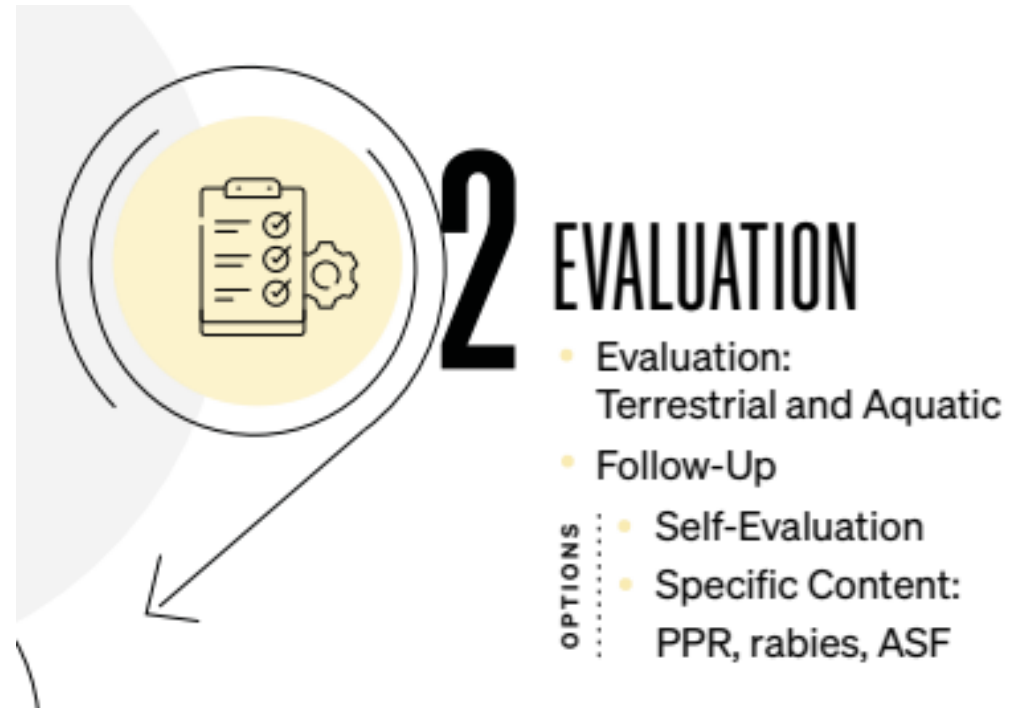 2
EVALUATION
Evaluation:
Terrestrial and Aquatic
Follow-Up
OPTIONS
Self-Evaluation
Specific Content:
PPR, rabies, ASF